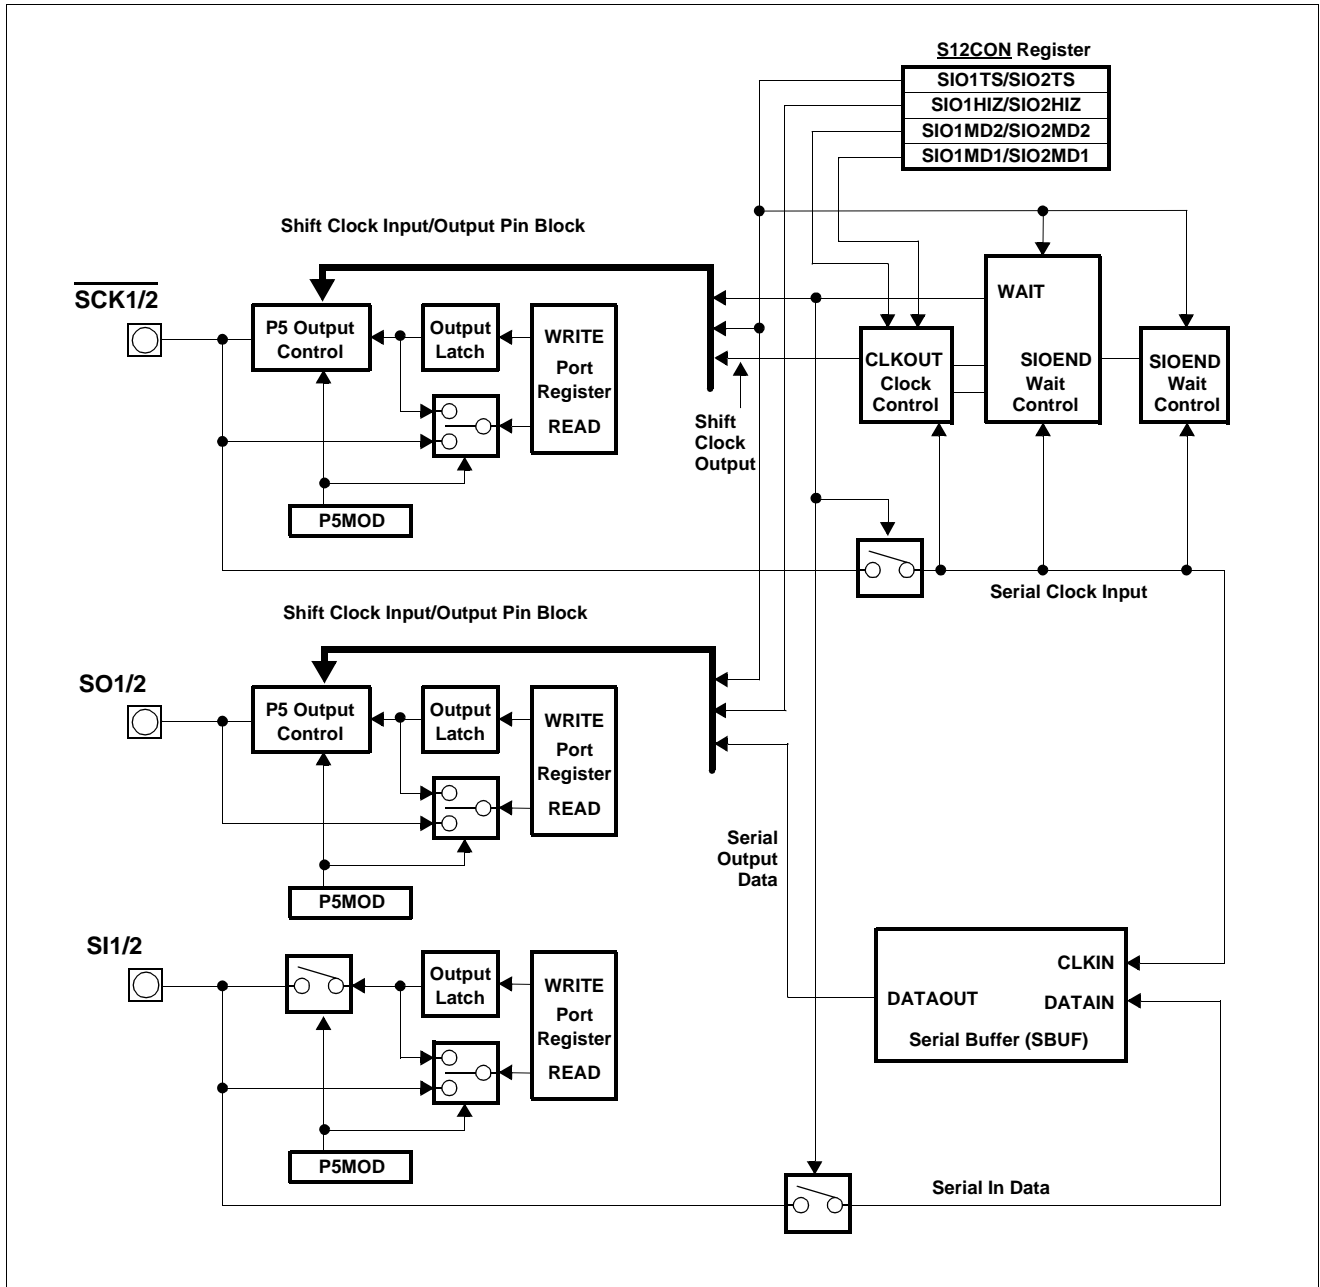 S12CON Register
SIO1TS/SIO2TS
SIO1HIZ/SIO2HIZ
SIO1MD2/SIO2MD2
SIO1MD1/SIO2MD1
Shift Clock Input/Output Pin Block
SCK1/2
P5 Output
Control
Output
Latch
WRITE
Port
Register
READ
P5MOD
Shift
Clock
Output
CLKOUT
Clock
Control
WAIT
SIOEND
Wait
Control
SIOEND
Wait
Control
Serial Clock Input
Shift Clock Input/Output Pin Block
SO1/2
P5 Output
Control
Output
Latch
WRITE
Port
Register
READ
P5MOD
Serial
Output
Data
SI1/2
Output
Latch
WRITE
Port
Register
READ
P5MOD
CLKIN
DATAOUT
DATAIN
Serial Buffer (SBUF)
Serial In Data